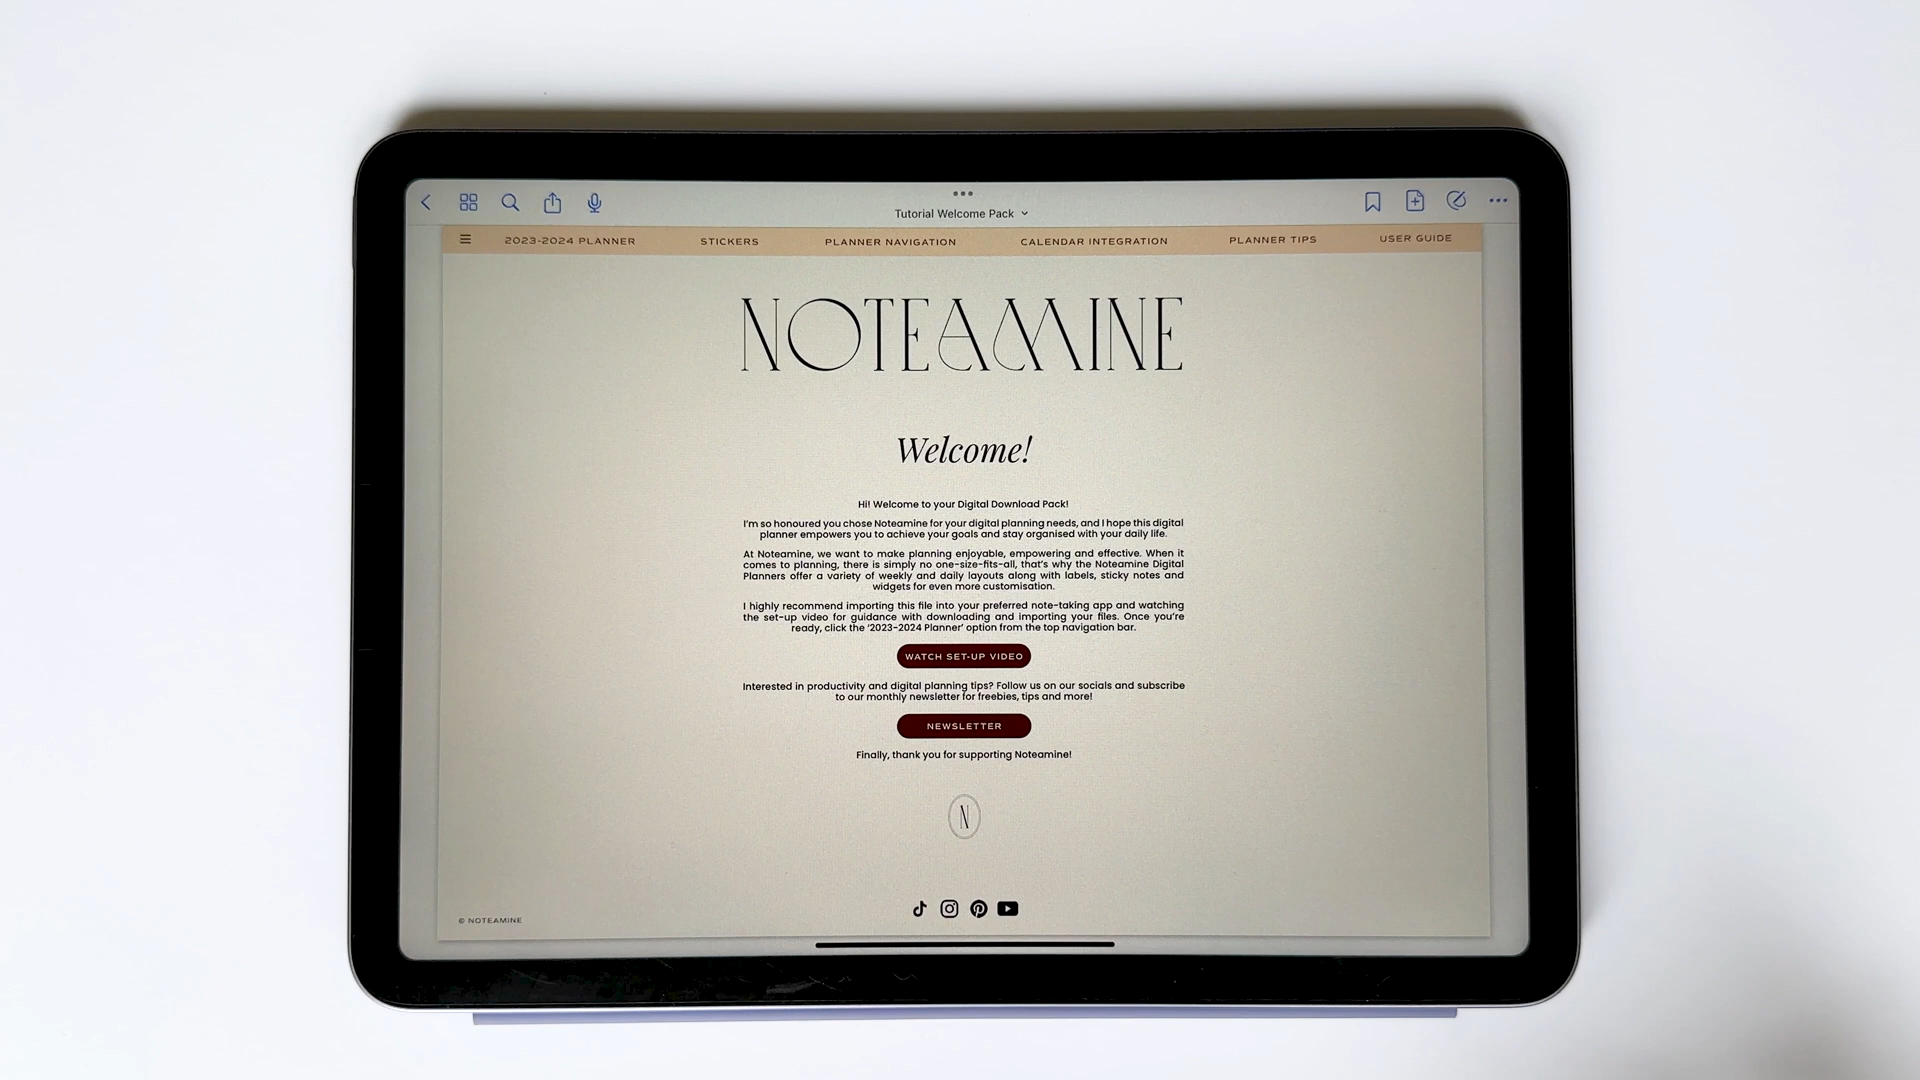 Tutorial Welcome Pack
2023-2024 PLANNER
STICKERS
PLANNER NAVIGATION
CALENDAR INTEGRATION
PLANNER TIPS
USER GUIDE
NOTEAMINE
Welcome!
Hi! Welcome to your Digital Download Pack!
I'm so honoured you chose Noteamine for your digital planning needs, and I hope this digital
planner empowers you to achieve your goals and stay organised with your daily life.
At Noteamine, we want to make planning enjoyable, empowering and effective. When it
comes to planning, there is simply no one-size-fits-all, that's why the Noteamine Digital
Planners offer a variety of weekly and daily layouts along with labels, sticky notes and
widgets for even more customisation.
I highly recommend importing this file into your preferred note-taking app and watching
the set-up video for guidance with downloading and importing your files. Once you're
ready, click the '2023-2024 Planner' option from the top navigation bar.
WATCH SET-UP VIDEO
Interested in productivity and digital planning tips? Follow us on our socials and subscribe
to our monthly newsletter for freebies, tips and more!
NEWSLETTER
Finally, thank you for supporting Noteamine!
N
© NOTEAMINE